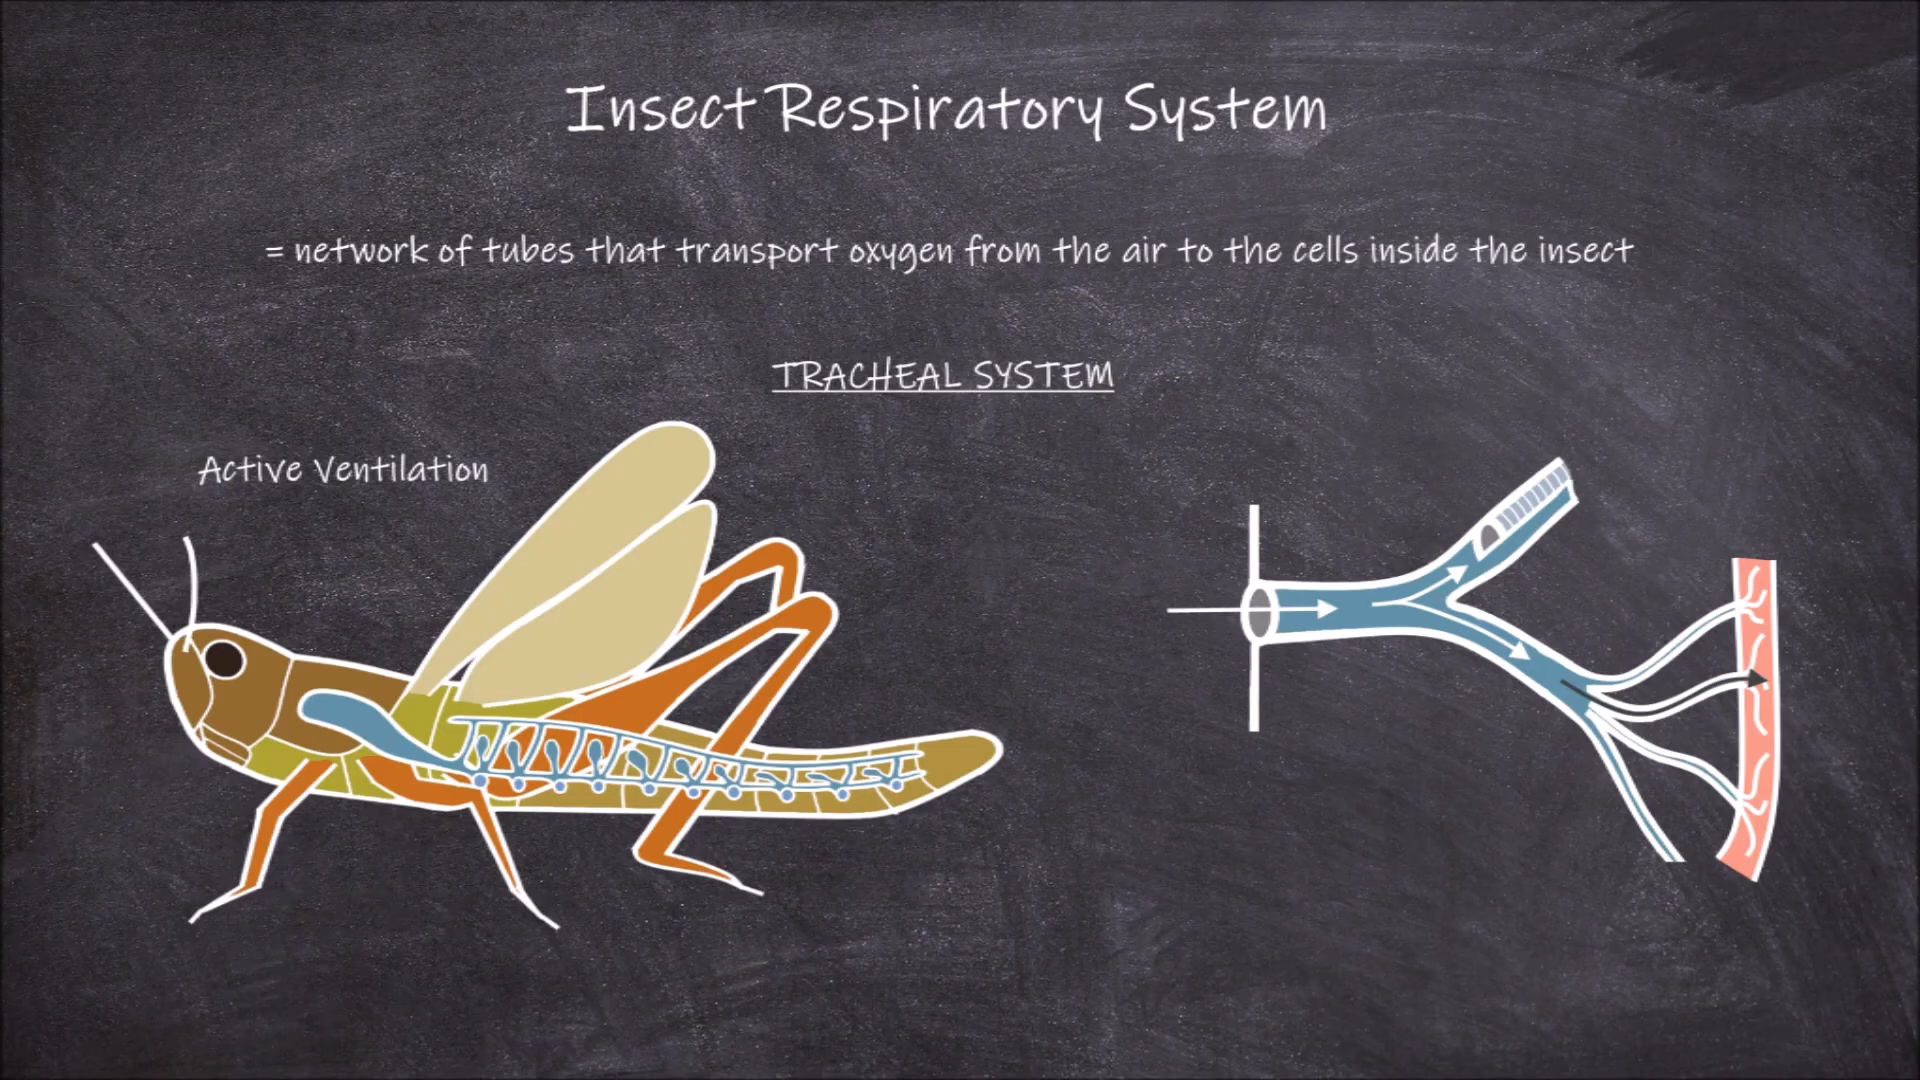 Insect Respiratory System
= network of tubes that transport oxygen from the air to the cells inside the insect
TRACHEAL SYSTEM
Active Ventilation